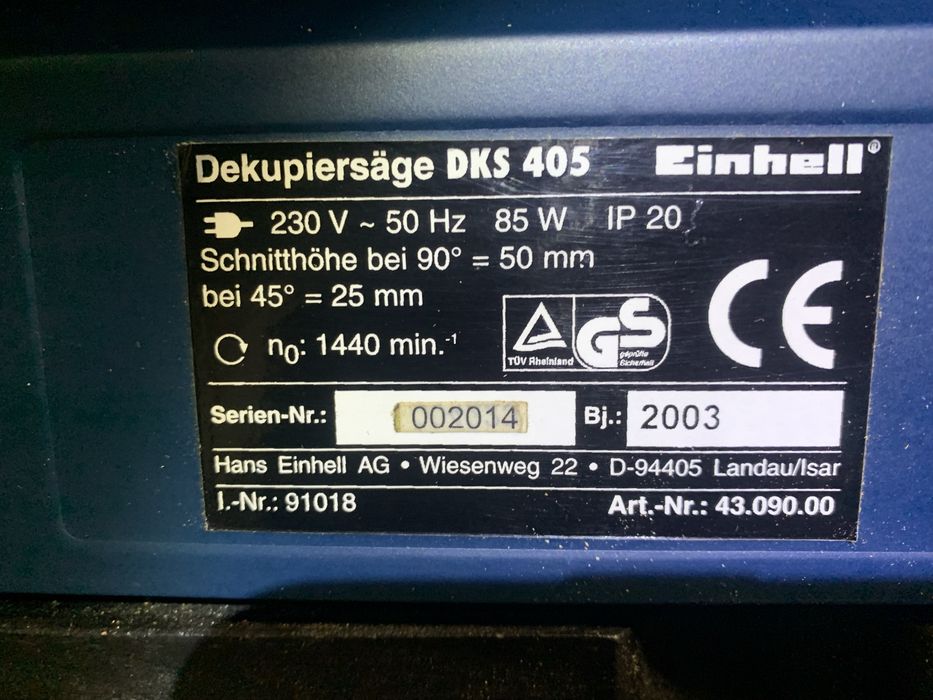 Dekupiersäge DKS 405 Einhell®
230 V ~ 50 Hz 85 W IP 20
Schnitthöhe bei 90° = 50 mm
bei 45° = 25 mm
n0: 1440 min.-1
TÜV Rheinland
GS
geprüfte
Sicherheit
CE
Serien-Nr.: 002014 Bj.: 2003
Hans Einhell AG • Wiesenweg 22 • D-94405 Landau/Isar
I.-Nr.: 91018 Art.-Nr.: 43.090.00